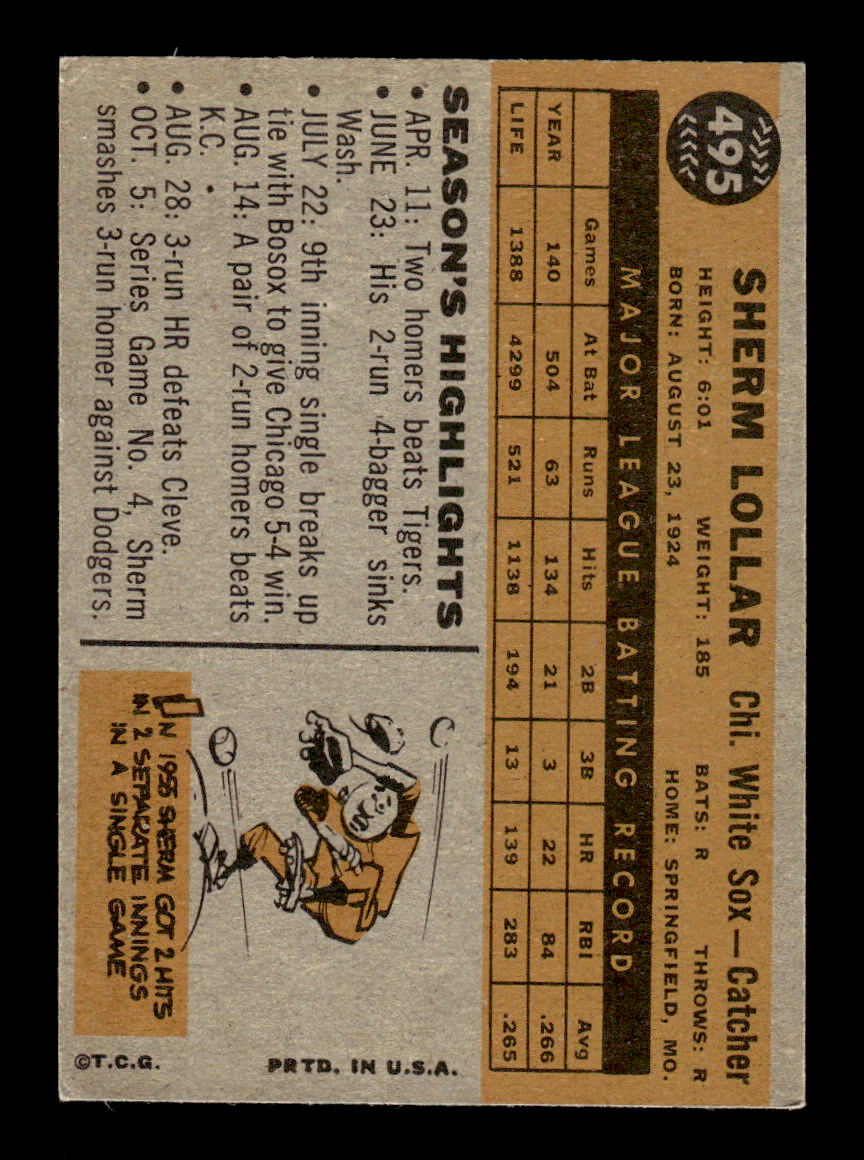 495
SHERM LOLLAR Chi. White Sox—Catcher
HEIGHT: 6:01 WEIGHT: 185 BATS: R THROWS: R
BORN: AUGUST 23, 1924 HOME: SPRINGFIELD, MO.
MAJOR LEAGUE BATTING RECORD
Games At Bat Runs Hits 2B 3B HR RBI Avg
YEAR 140 504 63 134 21 3 22 84 .266
LIFE 1388 4299 521 1138 194 13 139 283 .265
SEASON'S HIGHLIGHTS
• APR. 11: Two homers beats Tigers.
• JUNE 23: His 2-run 4-bagger sinks
Wash.
• JULY 22: 9th inning single breaks up
tie with Bosox to give Chicago 5-4 win.
• AUG. 14: A pair of 2-run homers beats
K.C.
• AUG. 28: 3-run HR defeats Cleve.
• OCT. 5: Series Game No. 4, Sherm
smashes 3-run homer against Dodgers.
IN 1955 SHERM GOT 2 HITS
IN 2 SEPARATE INNINGS
IN A SINGLE GAME
©T.C.G. PRTD. IN U.S.A.